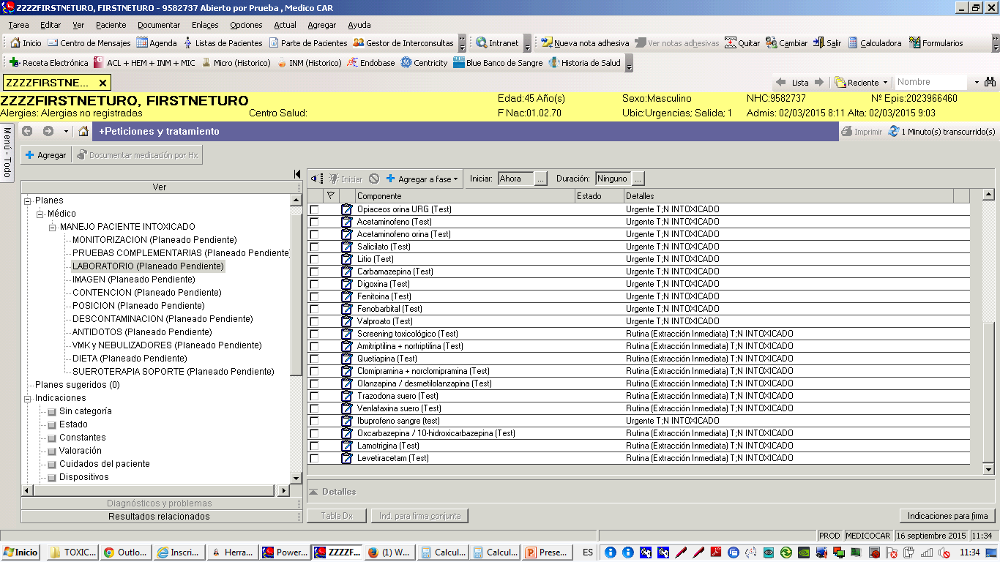 ZZZZFIRSTNETURO, FIRSTNETURO - 9582737 Abierto por Prueba , Medico CAR
Tarea Editar Ver Paciente Documentar Enlaces Opciones Actual Agregar Ayuda
Inicio Centro de Mensajes Agenda Listas de Pacientes Parte de Pacientes Gestor de Interconsultas Intranet Nueva nota adhesiva Ver notas adhesivas Quitar Cambiar Salir Calculadora Formularios
Receta Electrónica ACL + HEM + INM + MIC Micro (Historico) INM (Historico) Endobase Centricity Blue Banco de Sangre Historia de Salud
ZZZZFIRSTNE... × Lista Reciente Nombre
ZZZZFIRSTNETURO, FIRSTNETURO Edad:45 Año(s) Sexo:Masculino NHC:9582737 Nº Epis:2023966460
Alergias: Alergias no registradas Centro Salud: F Nac:01.02.70 Ubic:Urgencias; Salida; 1 Admis: 02/03/2015 8:11 Alta: 02/03/2015 9:03
Menú - Todo
+Peticiones y tratamiento Imprimir 1 Minuto(s) transcurrido(s)
+ Agregar Documentar medicación por Hx
Ver
Planes
Médico
MANEJO PACIENTE INTOXICADO
MONITORIZACION (Planeado Pendiente)
PRUEBAS COMPLEMENTARIAS (Planeado Pendiente
LABORATORIO (Planeado Pendiente)
IMAGEN (Planeado Pendiente)
CONTENCION (Planeado Pendiente)
POSICION (Planeado Pendiente)
DESCONTAMINACION (Planeado Pendiente)
ANTIDOTOS (Planeado Pendiente)
VMK y NEBULIZADORES (Planeado Pendiente)
DIETA (Planeado Pendiente)
SUEROTERAPIA SOPORTE (Planeado Pendiente)
Planes sugeridos (0)
Indicaciones
Sin categoría
Estado
Constantes
Valoración
Cuidados del paciente
Dispositivos
Diagnósticos y problemas
Resultados relacionados
Iniciar + Agregar a fase Iniciar: Ahora ... Duración: Ninguno ...
Componente Estado Detalles
Opiaceos orina URG (Test) Urgente T;N INTOXICADO
Acetaminofeno (Test) Urgente T;N INTOXICADO
Acetaminofeno orina (Test) Urgente T;N INTOXICADO
Salicilato (Test) Urgente T;N INTOXICADO
Litio (Test) Urgente T;N INTOXICADO
Carbamazepina (Test) Urgente T;N INTOXICADO
Digoxina (Test) Urgente T;N INTOXICADO
Fenitoina (Test) Urgente T;N INTOXICADO
Fenobarbital (Test) Urgente T;N INTOXICADO
Valproato (Test) Urgente T;N INTOXICADO
Screening toxicológico (Test) Rutina (Extracción Inmediata) T;N INTOXICADO
Amitriptilina + nortriptilina (Test) Rutina (Extracción Inmediata) T;N INTOXICADO
Quetiapina (Test) Rutina (Extracción Inmediata) T;N INTOXICADO
Clomipramina + norclomipramina (Test) Rutina (Extracción Inmediata) T;N INTOXICADO
Olanzapina / desmetilolanzapina (Test) Rutina (Extracción Inmediata) T;N INTOXICADO
Trazodona suero (Test) Rutina (Extracción Inmediata) T;N INTOXICADO
Venlafaxina suero (Test) Rutina (Extracción Inmediata) T;N INTOXICADO
Ibuprofeno sangre (test) Urgente T;N INTOXICADO
Oxcarbazepina / 10-hidroxicarbazepina (Test) Rutina (Extracción Inmediata) T;N INTOXICADO
Lamotrigina (Test) Rutina (Extracción Inmediata) T;N INTOXICADO
Levetiracetam (Test) Rutina (Extracción Inmediata) T;N INTOXICADO
Detalles
Tabla Dx Ind. para firma conjunta Indicaciones para firma
PROD MEDICOCAR 16 septiembre 2015 11:34
Inicio TOXIC... Outlo... Inscri... Herra... Power... ZZZZF... (1) W... Calcul... Calcul... Prese... ES 11:34